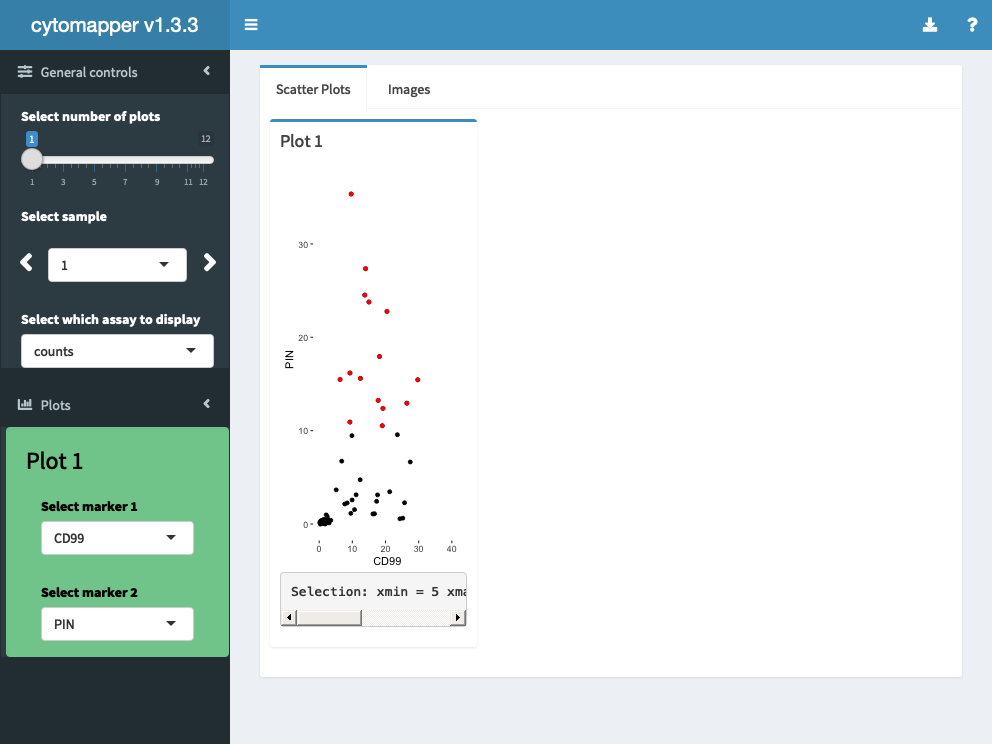 cytomapper v1.3.3
General controls
Select number of plots
1
12
1 3 5 7 9 11 12
Select sample
1
Select which assay to display
counts
Plots
Plot 1
Select marker 1
CD99
Select marker 2
PIN
Scatter Plots
Images
Plot 1
30
20
10
0
PIN
0 10 20 30 40
CD99
Selection: xmin = 5 xma